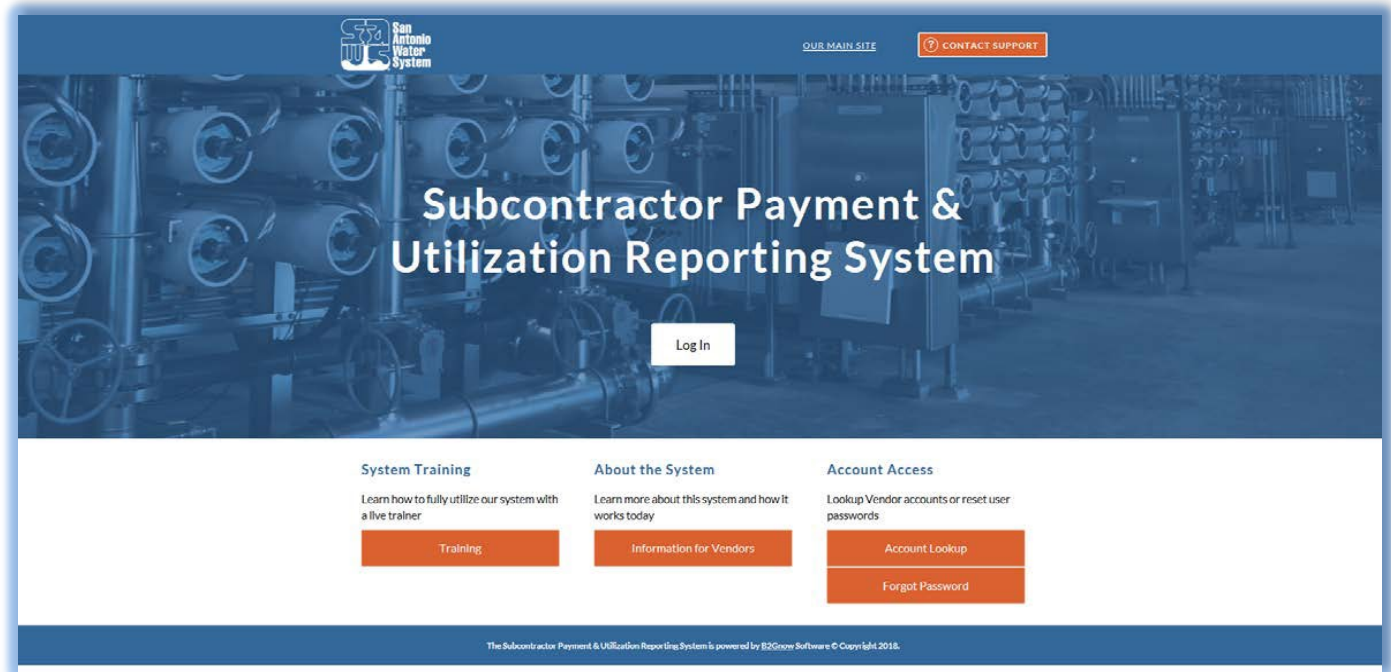 San
Antonio
Water
System
OUR MAIN SITE
? CONTACT SUPPORT
Subcontractor Payment &
Utilization Reporting System
Log In
System Training
Learn how to fully utilize our system with
a live trainer
Training
About the System
Learn more about this system and how it
works today
Information for Vendors
Account Access
Lookup Vendor accounts or reset user
passwords
Account Lookup
Forgot Password
The Subcontractor Payment & Utilization Reporting System is powered by B2Gnow Software © Copyright 2018.